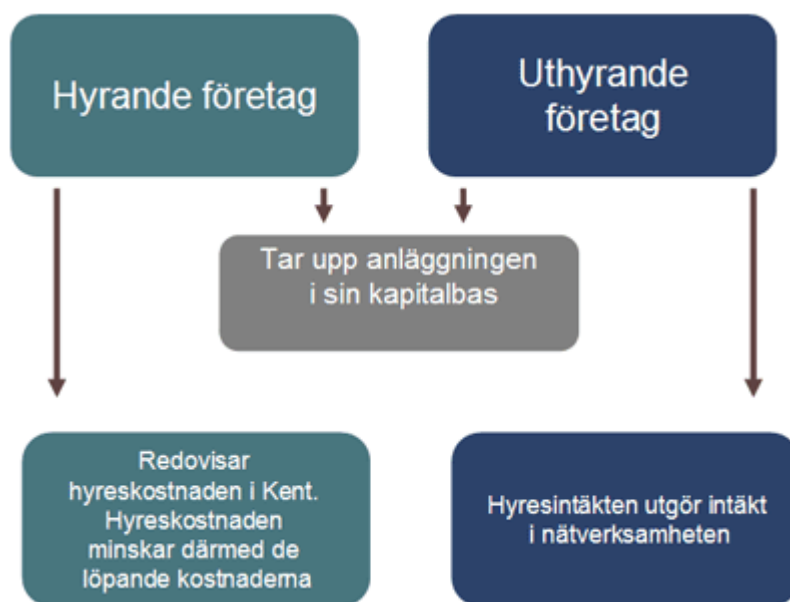 Hyrande företag
Uthyrande
företag
Tar upp anläggningen
i sin kapitalbas
Redovisar
hyreskostnaden i Kent.
Hyreskostnaden
minskar därmed de
löpande kostnaderna
Hyresintäkten utgör intäkt
i nätverksamheten